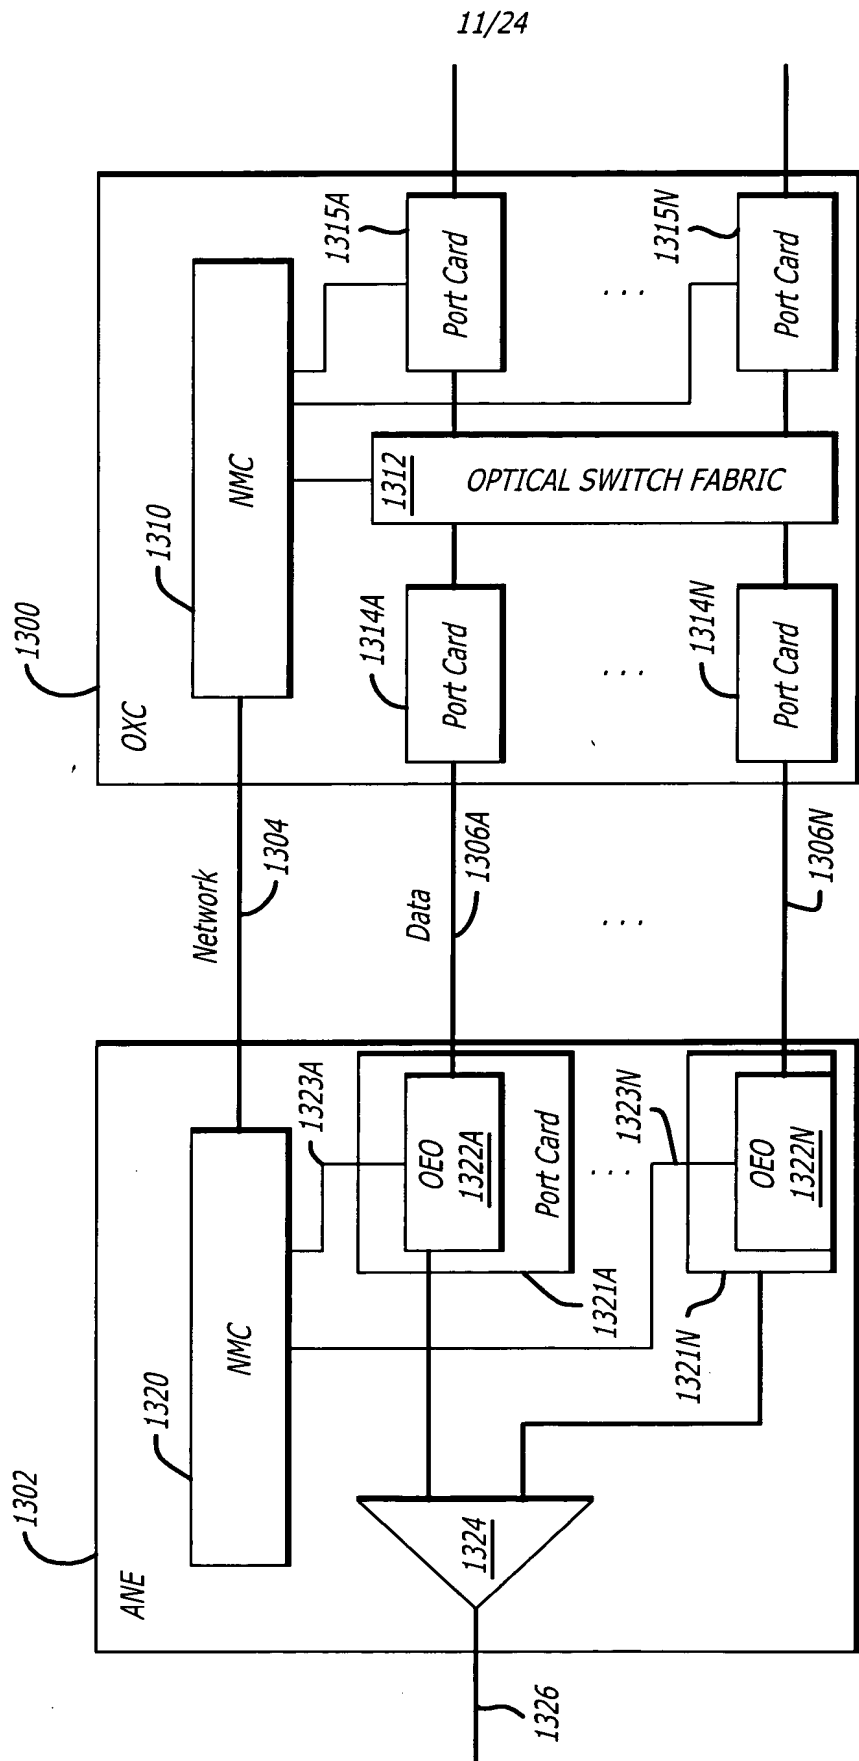 11/24
1300
OXC
1310
NMC
1315A
Port Card
1315N
Port Card
...
1312
OPTICAL SWITCH FABRIC
1314A
Port Card
...
1314N
Port Card
Network
1304
Data
1306A
...
1306N
1302
ANE
1320
NMC
1323A
OEO
1322A
Port Card
1321A
...
1323N
OEO
1322N
1321N
1324
1326